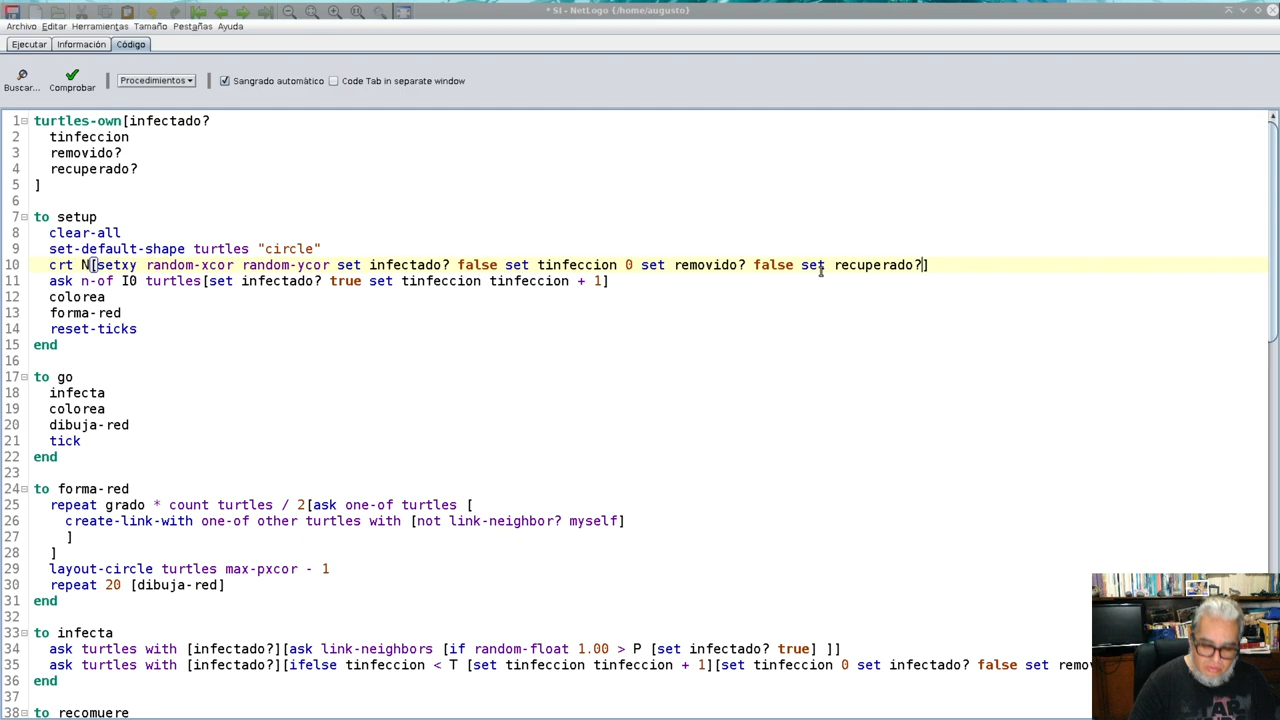 * SI - NetLogo {/home/augusto}
Archivo Editar Herramientas Tamaño Pestañas Ayuda
Ejecutar Información Código
Buscar... Comprobar Procedimientos Sangrado automático Code Tab in separate window
1 turtles-own[infectado?
2 tinfeccion
3 removido?
4 recuperado?
5 ]
6
7 to setup
8 clear-all
9 set-default-shape turtles "circle"
10 crt N[setxy random-xcor random-ycor set infectado? false set tinfeccion 0 set removido? false set recuperado?]
11 ask n-of I0 turtles[set infectado? true set tinfeccion tinfeccion + 1]
12 colorea
13 forma-red
14 reset-ticks
15 end
16
17 to go
18 infecta
19 colorea
20 dibuja-red
21 tick
22 end
23
24 to forma-red
25 repeat grado * count turtles / 2[ask one-of turtles [
26 create-link-with one-of other turtles with [not link-neighbor? myself]
27 ]
28 ]
29 layout-circle turtles max-pxcor - 1
30 repeat 20 [dibuja-red]
31 end
32
33 to infecta
34 ask turtles with [infectado?][ask link-neighbors [if random-float 1.00 > P [set infectado? true] ]]
35 ask turtles with [infectado?][ifelse tinfeccion < T [set tinfeccion tinfeccion + 1][set tinfeccion 0 set infectado? false set remov
36 end
37
38 to recomuere